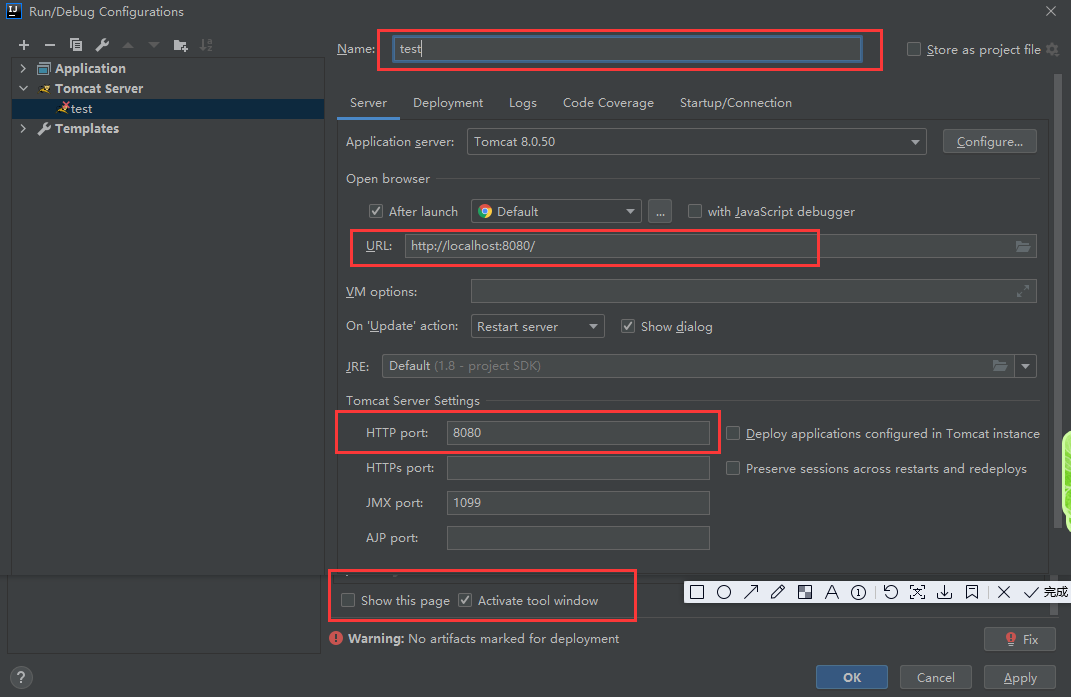 Run/Debug Configurations
Name: test
Store as project file
Application
Tomcat Server
test
Templates
Server Deployment Logs Code Coverage Startup/Connection
Application server: Tomcat 8.0.50 Configure...
Open browser
After launch Default ... with JavaScript debugger
URL: http://localhost:8080/
VM options:
On 'Update' action: Restart server Show dialog
JRE: Default (1.8 - project SDK)
Tomcat Server Settings
HTTP port: 8080 Deploy applications configured in Tomcat instance
HTTPs port: Preserve sessions across restarts and redeploys
JMX port: 1099
AJP port:
Show this page Activate tool window
A 1 文 完成
Warning: No artifacts marked for deployment
Fix
? OK Cancel Apply